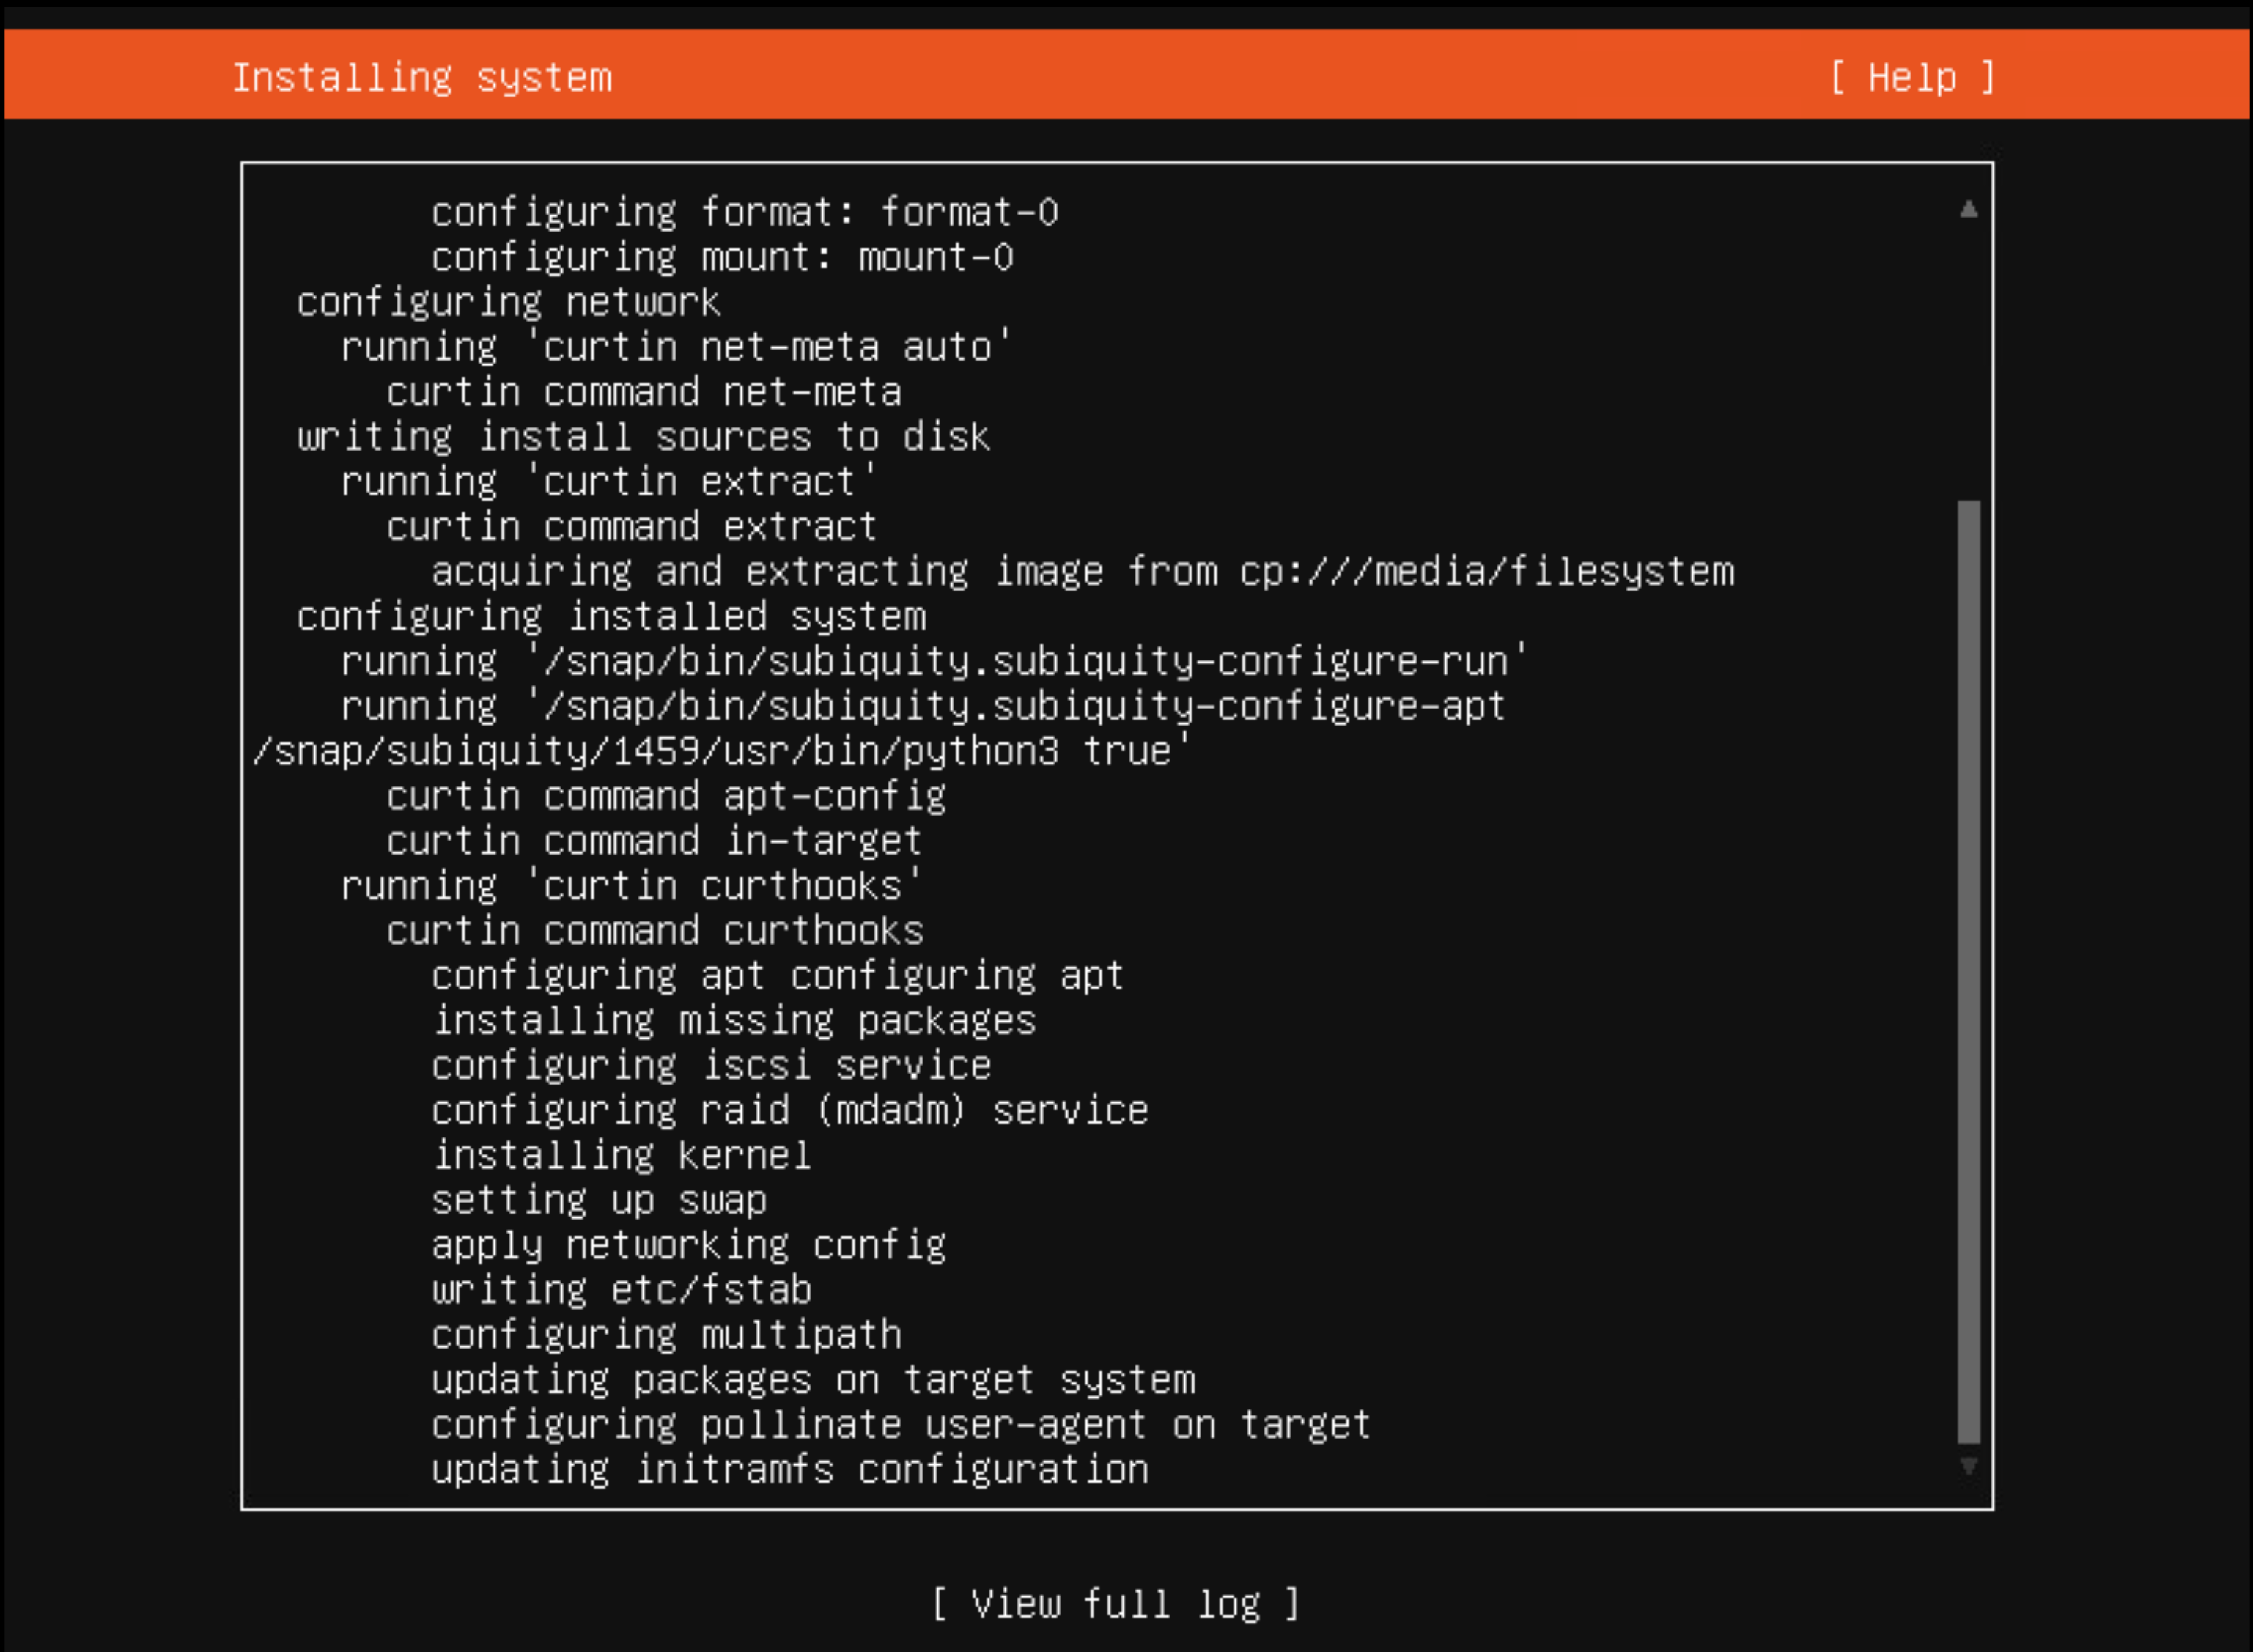 Installing system [ Help ]
configuring format: format-0
configuring mount: mount-0
configuring network
running 'curtin net-meta auto'
curtin command net-meta
writing install sources to disk
running 'curtin extract'
curtin command extract
acquiring and extracting image from cp:///media/filesystem
configuring installed system
running '/snap/bin/subiquity.subiquity-configure-run'
running '/snap/bin/subiquity.subiquity-configure-apt
/snap/subiquity/1459/usr/bin/python3 true'
curtin command apt-config
curtin command in-target
running 'curtin curthooks'
curtin command curthooks
configuring apt configuring apt
installing missing packages
configuring iscsi service
configuring raid (mdadm) service
installing kernel
setting up swap
apply networking config
writing etc/fstab
configuring multipath
updating packages on target system
configuring pollinate user-agent on target
updating initramfs configuration
[ View full log ]